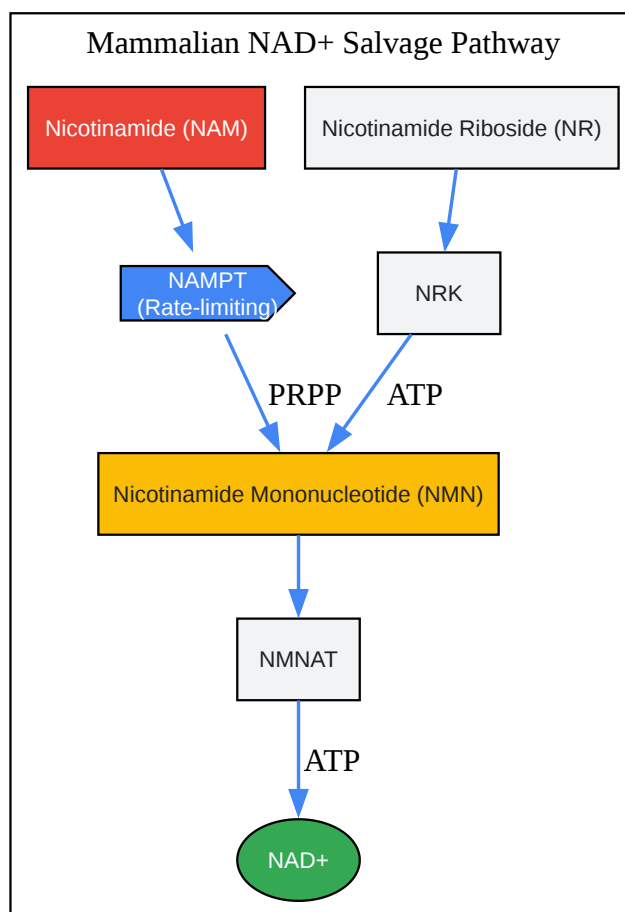 Mammalian NAD+ Salvage Pathway
Nicotinamide (NAM)
Nicotinamide Riboside (NR)
NAMPT
(Rate-limiting)
NRK
PRPP
ATP
Nicotinamide Mononucleotide (NMN)
NMNAT
ATP
NAD+